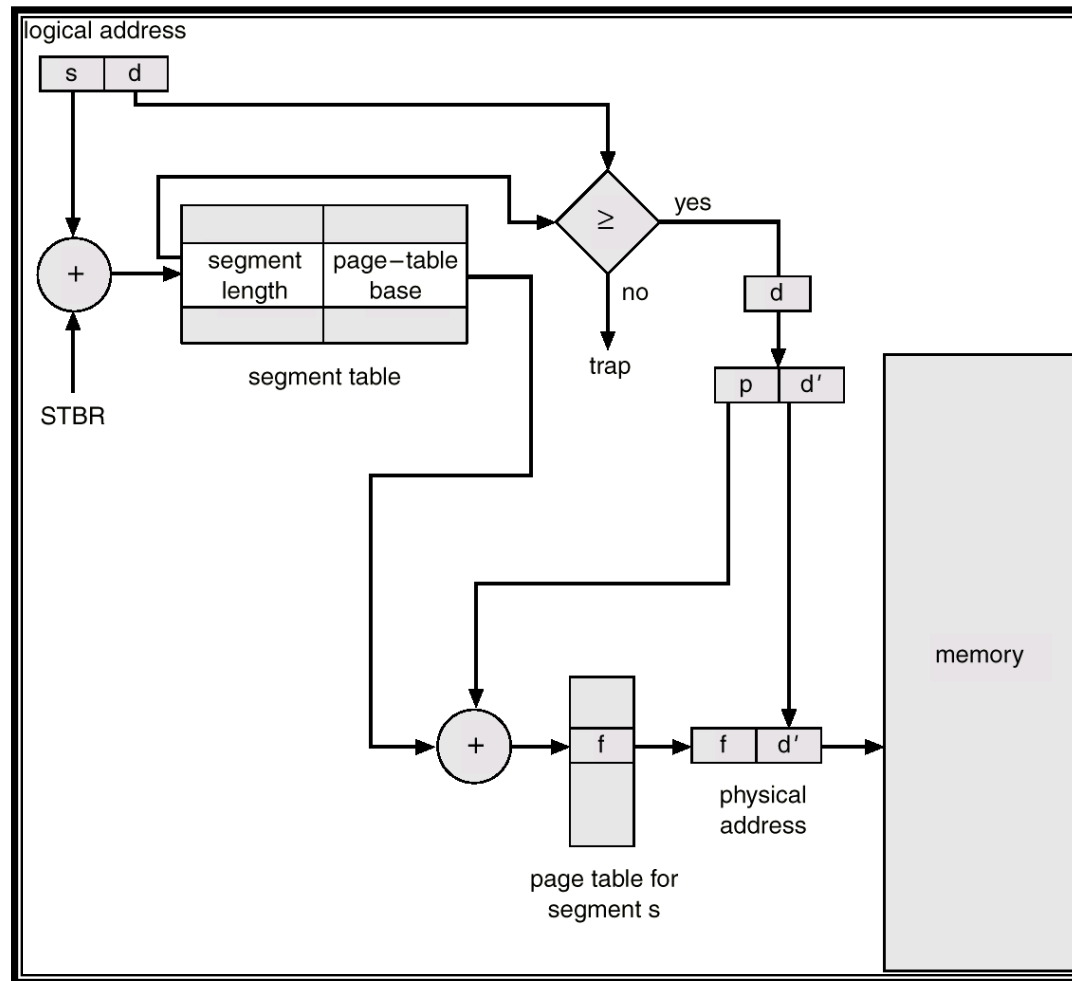 logical address
s d
≥
yes
segment length
page−table base
+
no
d
trap
segment table
p d′
STBR
memory
+
f
f d′
physical address
page table for segment s